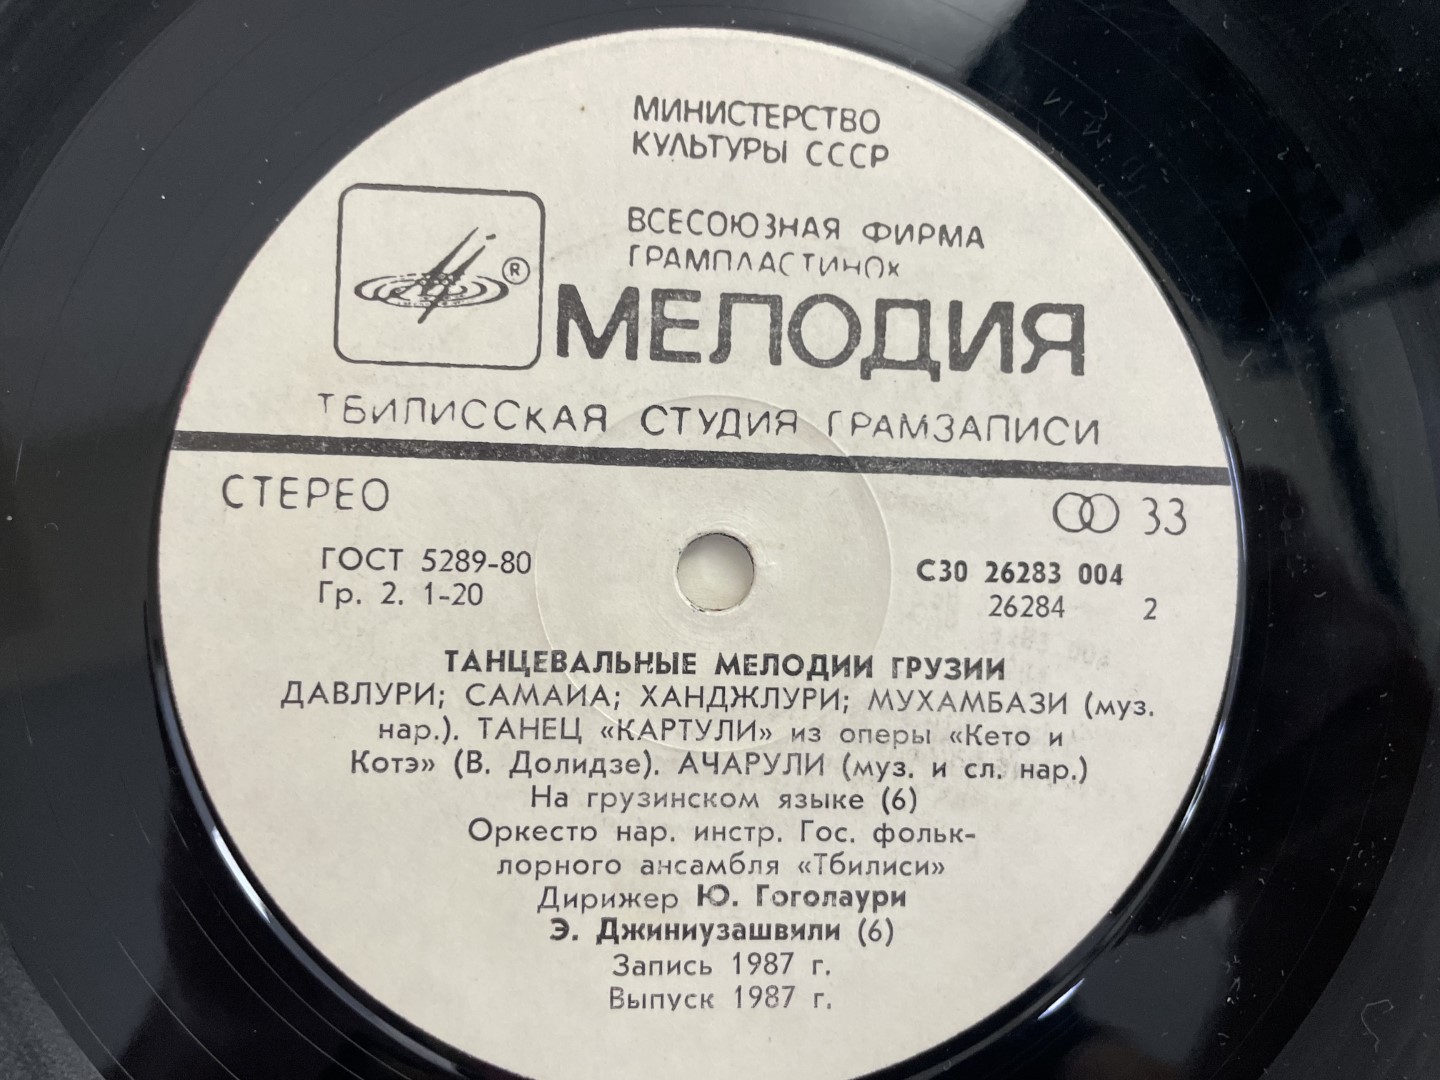 МИНИСТЕРСТВО
КУЛЬТУРЫ СССР
ВСЕСОЮЗНАЯ ФИРМА
ГРАМПЛАСТИНОК
®
МЕЛОДИЯ
ТБИЛИССКАЯ СТУДИЯ ГРАМЗАПИСИ
СТЕРЕО
33
ГОСТ 5289-80
Гр. 2. 1-20
С30 26283 004
26284 2
ТАНЦЕВАЛЬНЫЕ МЕЛОДИИ ГРУЗИИ
ДАВЛУРИ; САМАИА; ХАНДЖЛУРИ; МУХАМБАЗИ (муз.
нар.). ТАНЕЦ «КАРТУЛИ» из оперы «Кето и
Котэ» (В. Долидзе). АЧАРУЛИ (муз. и сл. нар.)
На грузинском языке (6)
Оркестр нар. инстр. Гос. фольк-
лорного ансамбля «Тбилиси»
Дирижер Ю. Гоголаури
Э. Джиниузашвили (6)
Запись 1987 г.
Выпуск 1987 г.